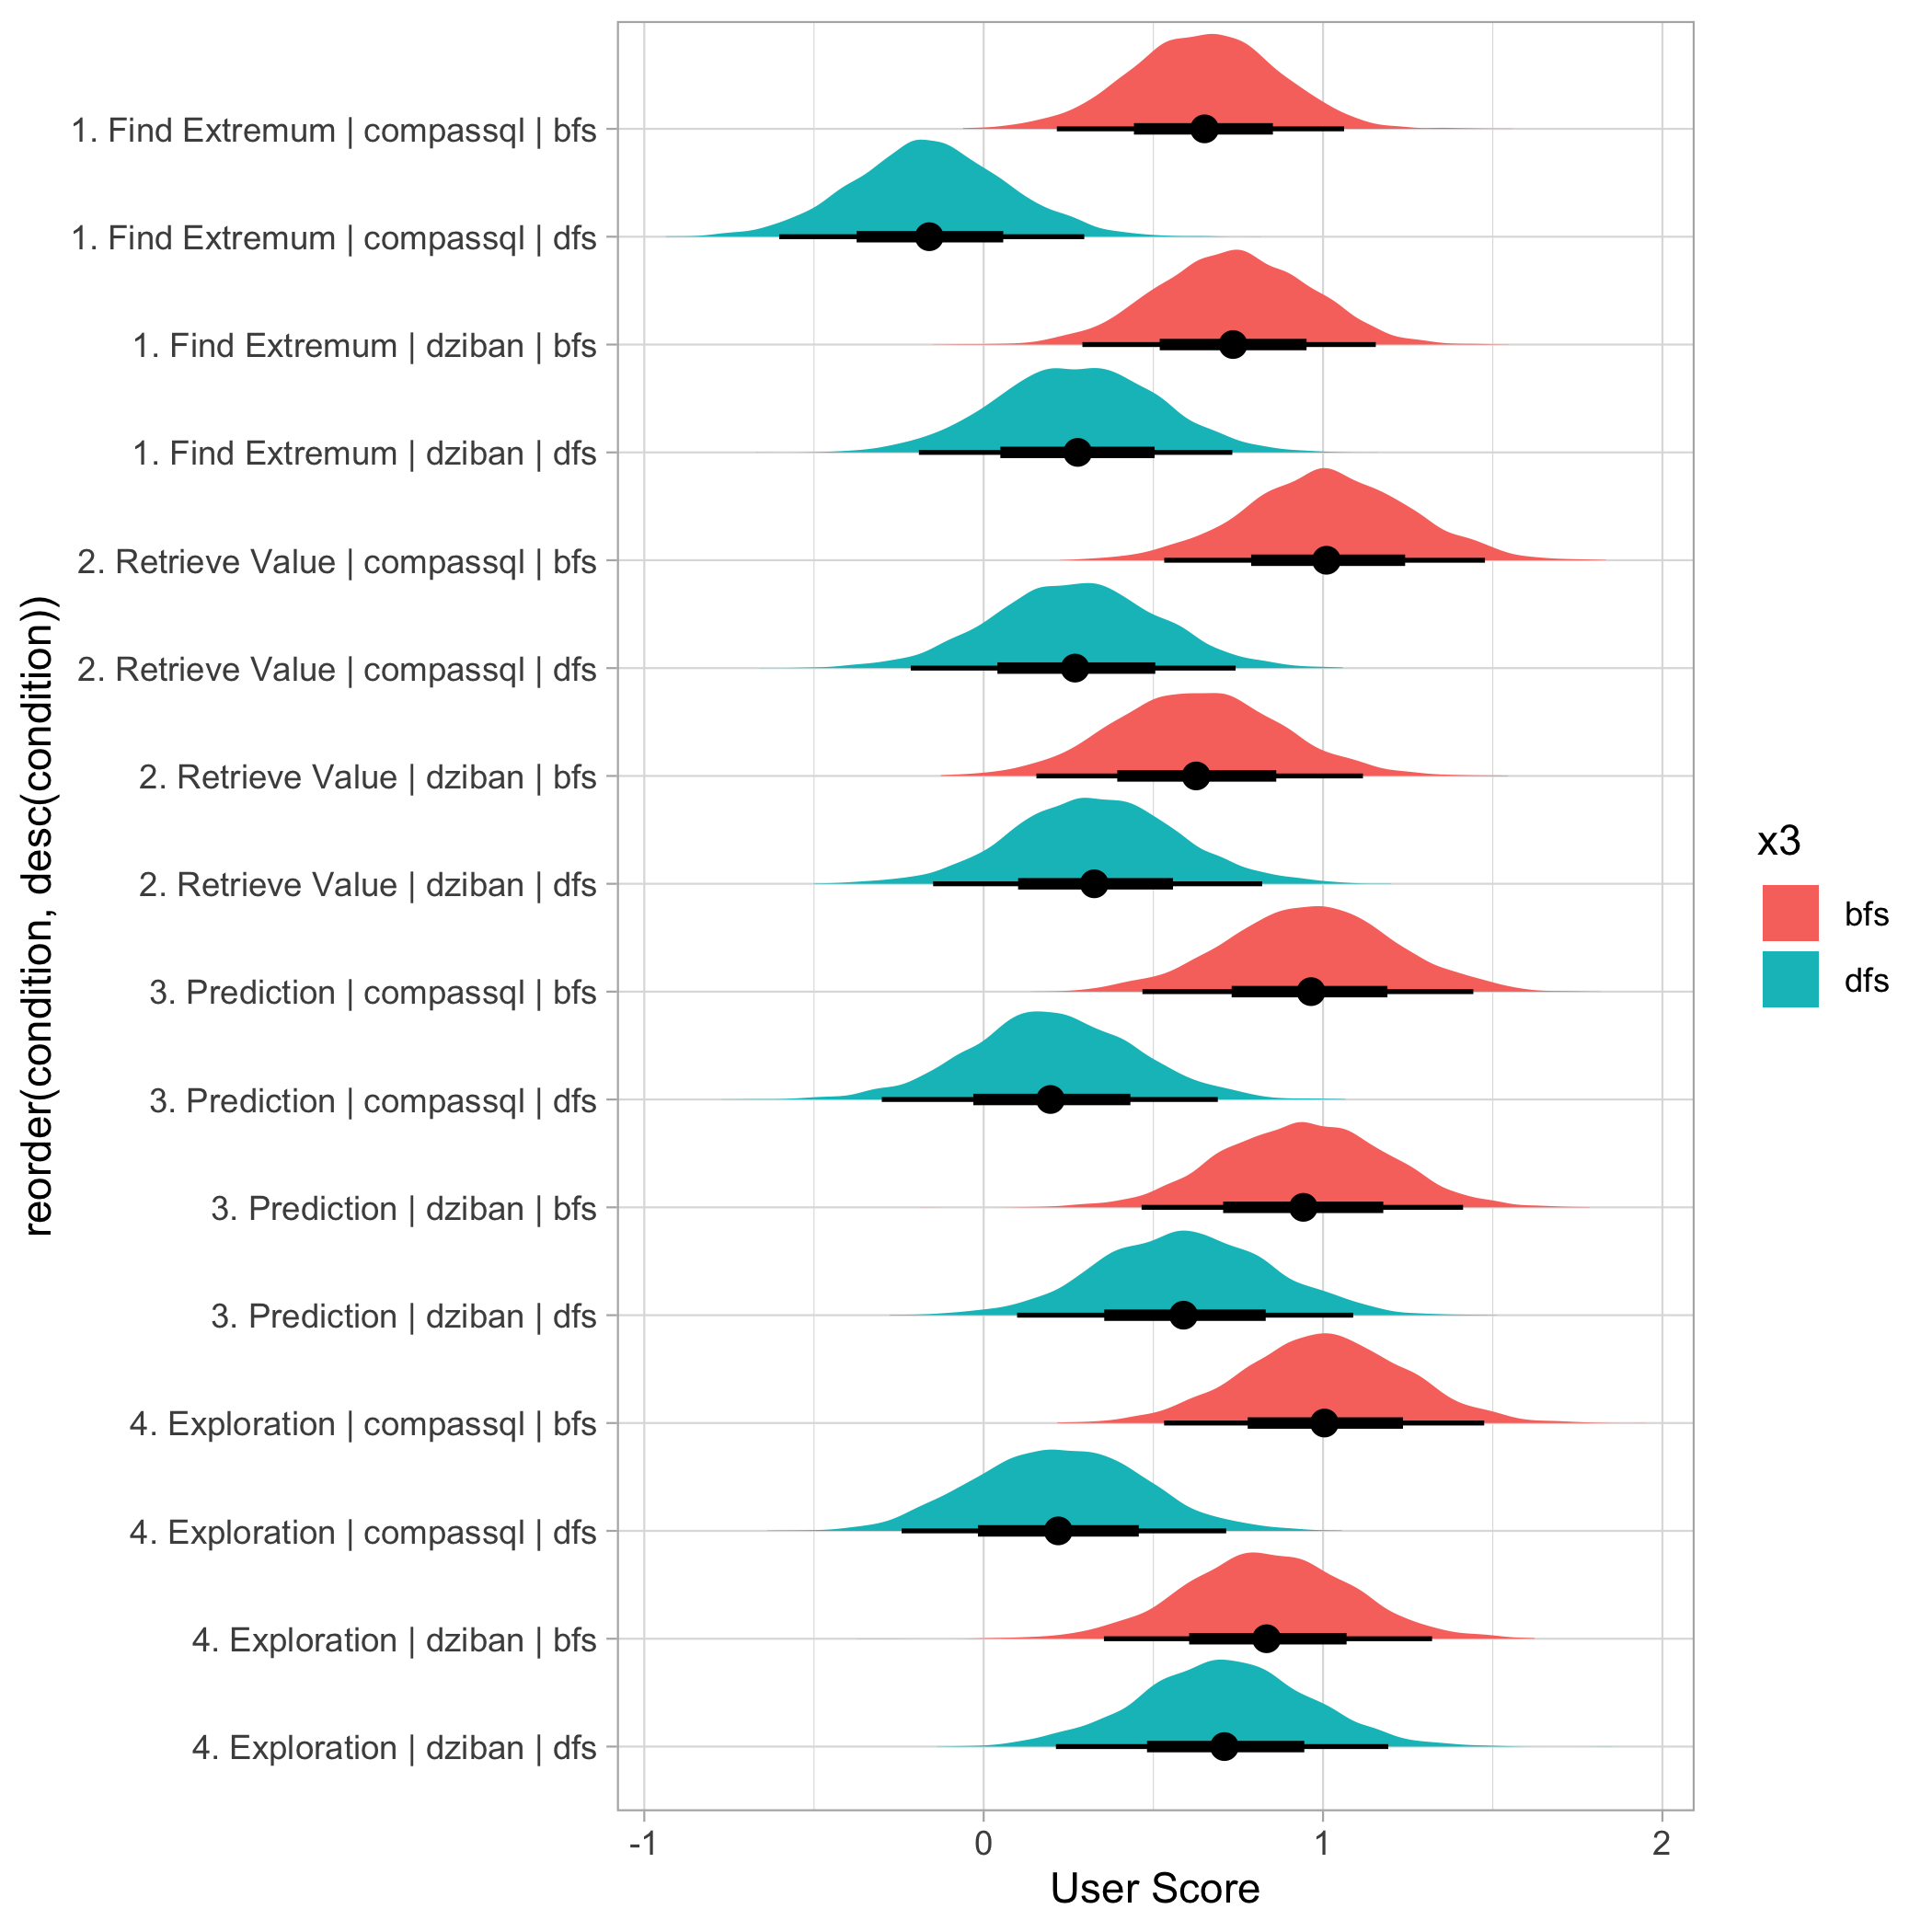 1. Find Extremum | compassql | bfs
1. Find Extremum | compassql | dfs
1. Find Extremum | dziban | bfs
1. Find Extremum | dziban | dfs
2. Retrieve Value | compassql | bfs
2. Retrieve Value | compassql | dfs
2. Retrieve Value | dziban | bfs
2. Retrieve Value | dziban | dfs
3. Prediction | compassql | bfs
3. Prediction | compassql | dfs
3. Prediction | dziban | bfs
3. Prediction | dziban | dfs
4. Exploration | compassql | bfs
4. Exploration | compassql | dfs
4. Exploration | dziban | bfs
4. Exploration | dziban | dfs
reorder(condition, desc(condition))
-1 0 1 2
User Score
x3
bfs
dfs